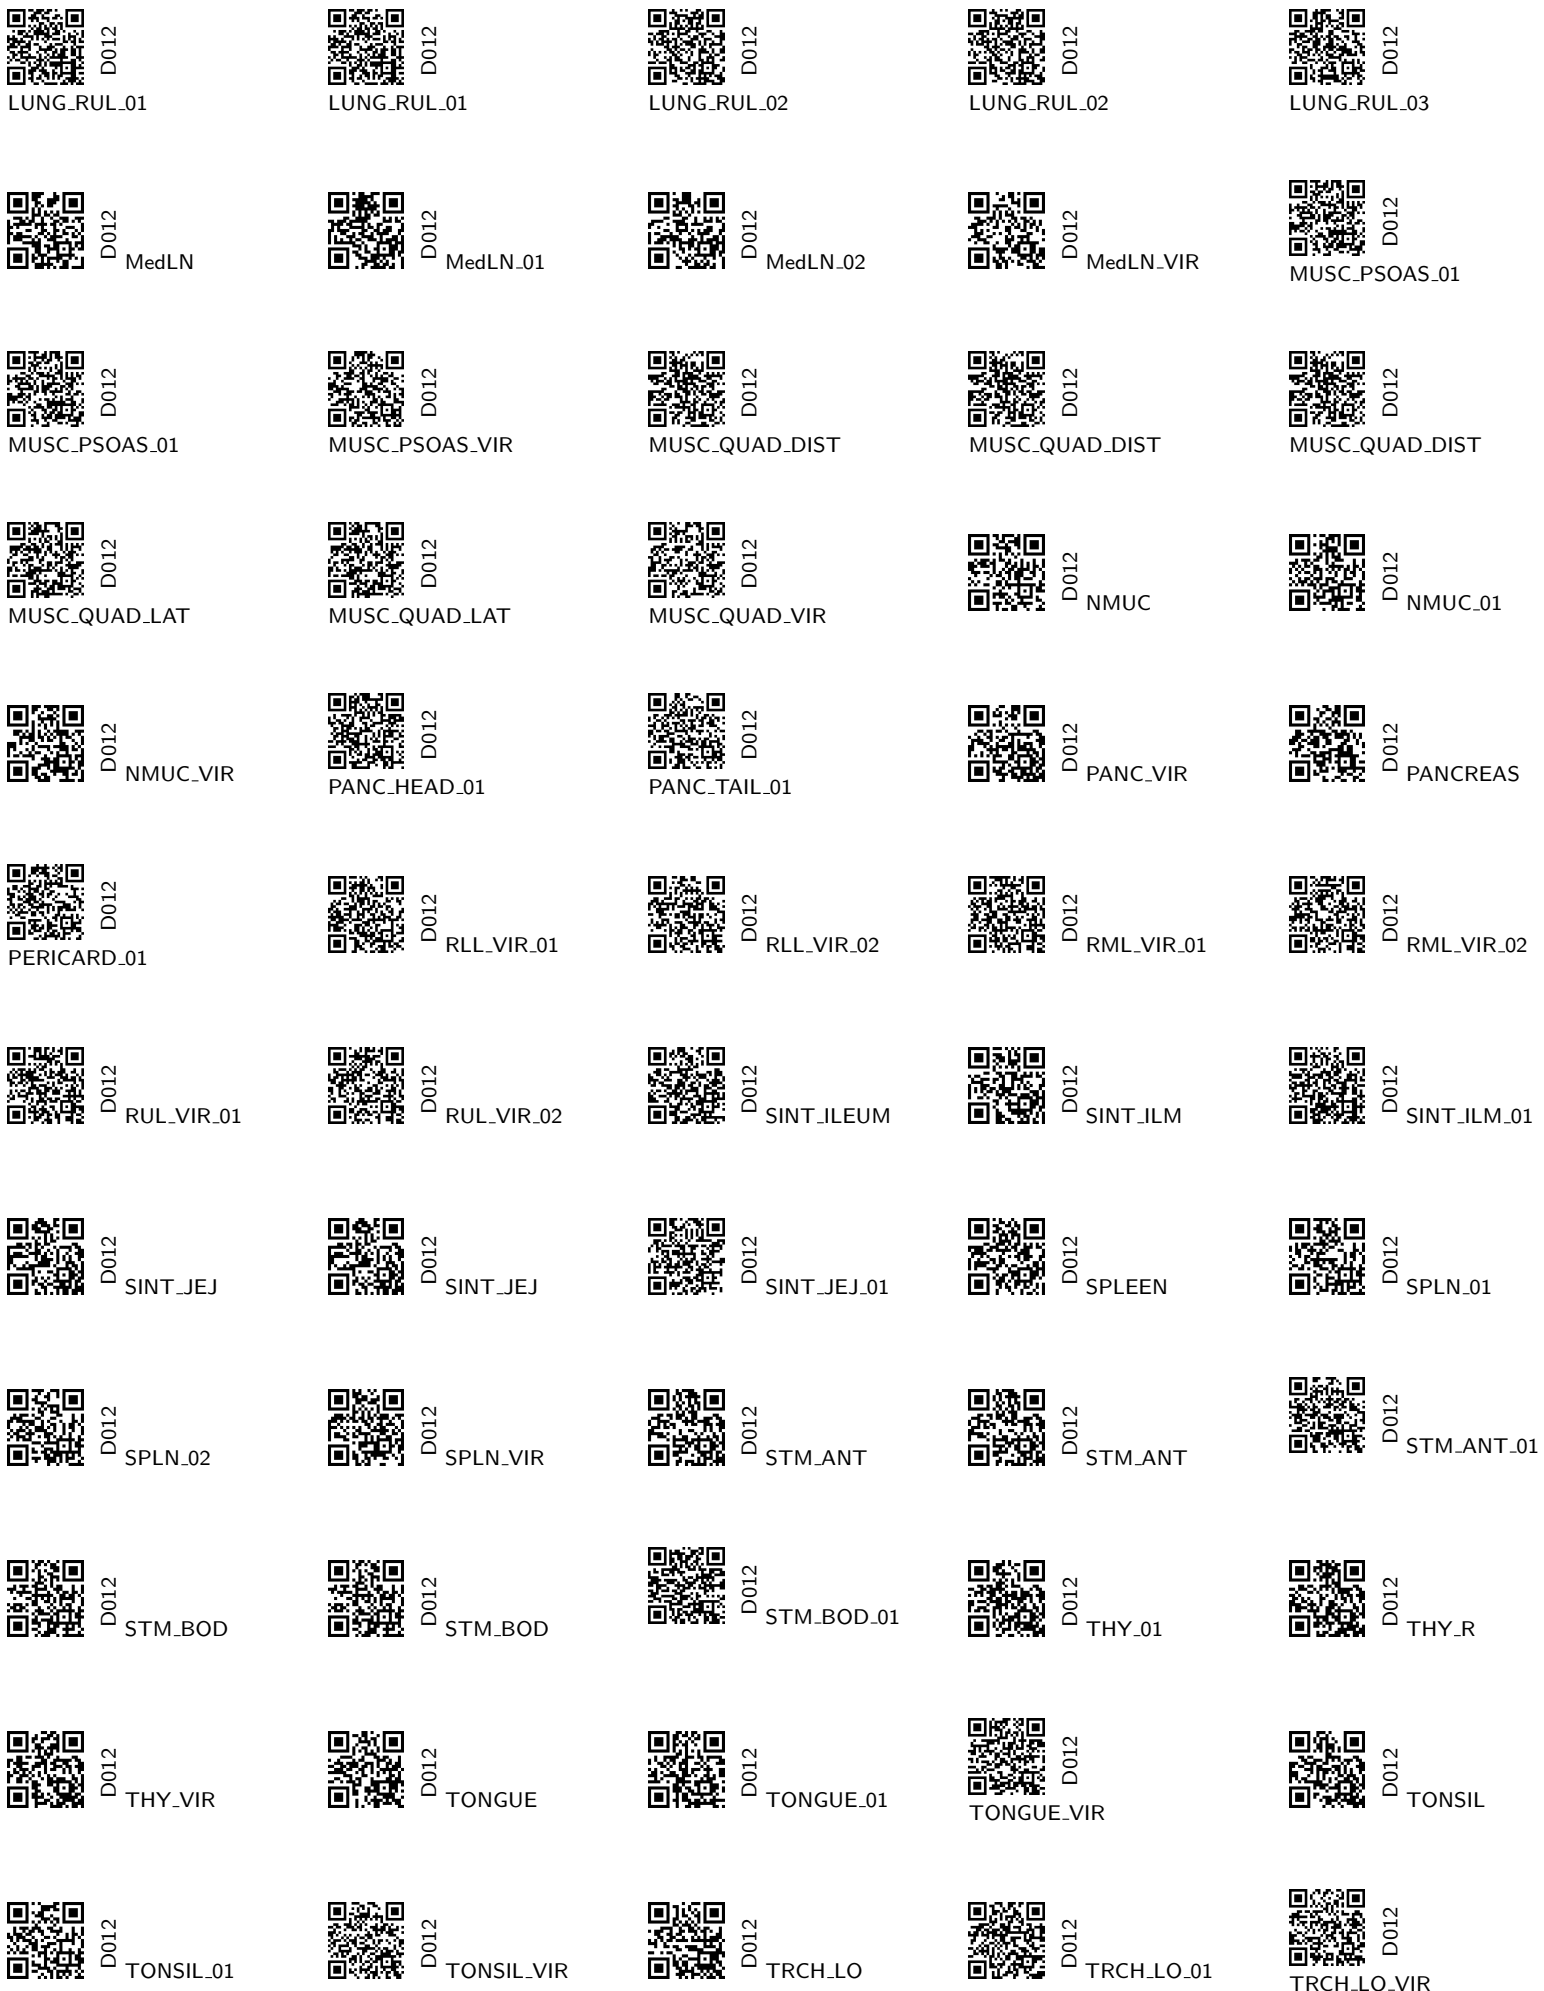 D012
LUNG_RUL_01
D012
LUNG_RUL_01
D012
LUNG_RUL_02
D012
LUNG_RUL_02
D012
LUNG_RUL_03
D012
MedLN
D012
MedLN_01
D012
MedLN_02
D012
MedLN_VIR
D012
MUSC_PSOAS_01
D012
MUSC_PSOAS_01
D012
MUSC_PSOAS_VIR
D012
MUSC_QUAD_DIST
D012
MUSC_QUAD_DIST
D012
MUSC_QUAD_DIST
D012
MUSC_QUAD_LAT
D012
MUSC_QUAD_LAT
D012
MUSC_QUAD_VIR
D012
NMUC
D012
NMUC_01
D012
NMUC_VIR
D012
PANC_HEAD_01
D012
PANC_TAIL_01
D012
PANC_VIR
D012
PANCREAS
D012
PERICARD_01
D012
RLL_VIR_01
D012
RLL_VIR_02
D012
RML_VIR_01
D012
RML_VIR_02
D012
RUL_VIR_01
D012
RUL_VIR_02
D012
SINT_ILEUM
D012
SINT_ILM
D012
SINT_ILM_01
D012
SINT_JEJ
D012
SINT_JEJ
D012
SINT_JEJ_01
D012
SPLEEN
D012
SPLN_01
D012
SPLN_02
D012
SPLN_VIR
D012
STM_ANT
D012
STM_ANT
D012
STM_ANT_01
D012
STM_BOD
D012
STM_BOD
D012
STM_BOD_01
D012
THY_01
D012
THY_R
D012
THY_VIR
D012
TONGUE
D012
TONGUE_01
D012
TONGUE_VIR
D012
TONSIL
D012
TONSIL_01
D012
TONSIL_VIR
D012
TRCH_LO
D012
TRCH_LO_01
D012
TRCH_LO_VIR